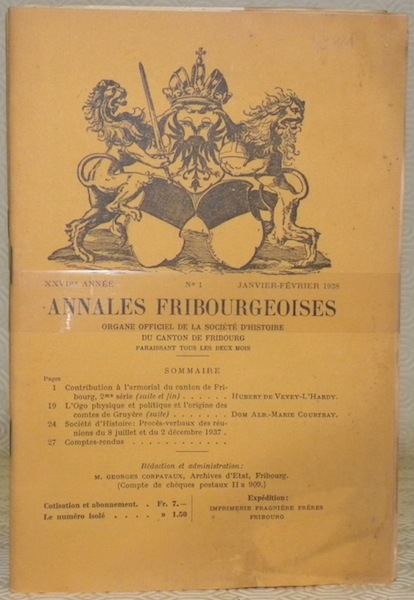 XXVIme ANNÉE No 1 JANVIER-FÉVRIER 1938
ANNALES FRIBOURGEOISES
ORGANE OFFICIEL DE LA SOCIÉTÉ D'HISTOIRE
DU CANTON DE FRIBOURG
PARAISSANT TOUS LES DEUX MOIS
SOMMAIRE
Pages
1 Contribution à l'armorial du canton de Fri-
bourg, 2me série (suite et fin) . . . . . . HUBERT DE VEVEY-L'HARDY.
19 L'Ogo physique et politique et l'origine des
comtes de Gruyère (suite) . . . . . . . DOM ALB.-MARIE COURTRAY.
24 Société d'Histoire: Procès-verbaux des réu-
nions du 8 juillet et du 2 décembre 1937 .
27 Comptes-rendus . . . . . . . . . . . .
Rédaction et administration:
M. GEORGES CORPATAUX, Archives d'Etat, Fribourg.
(Compte de chèques postaux II a 909.)
Cotisation et abonnement. . Fr. 7.—
Le numéro isolé . . . . » 1.50
Expédition:
IMPRIMERIE FRAGNIÈRE FRÈRES
FRIBOURG